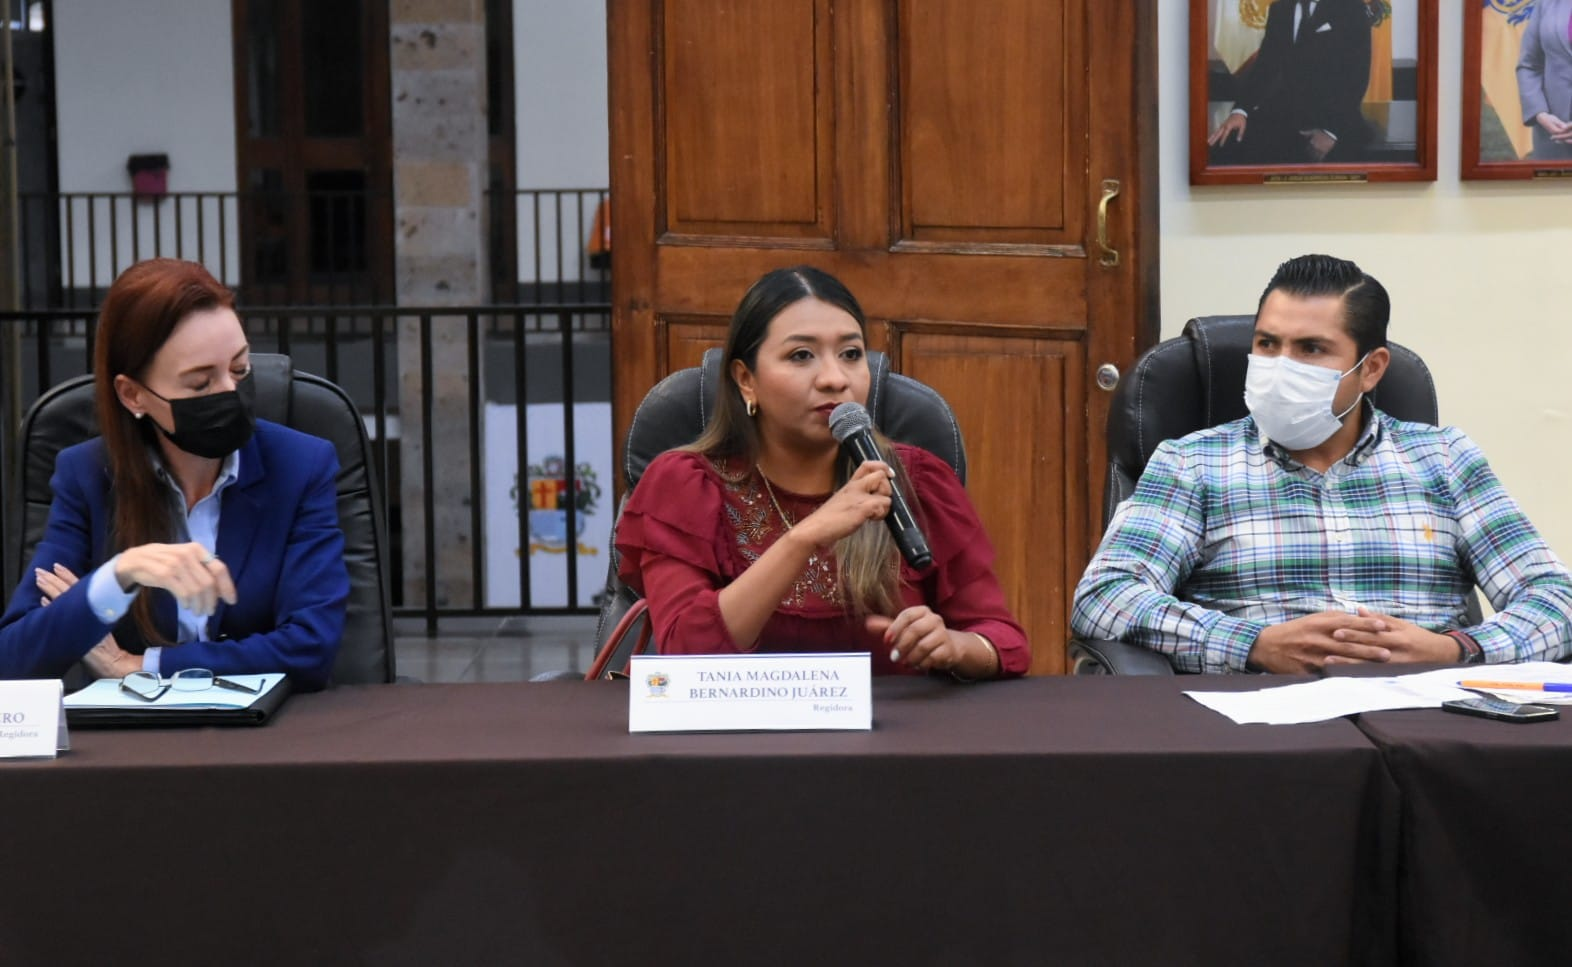 TANIA MAGDALENA
BERNARDINO JUÁREZ
Regidora
RO
Regidora